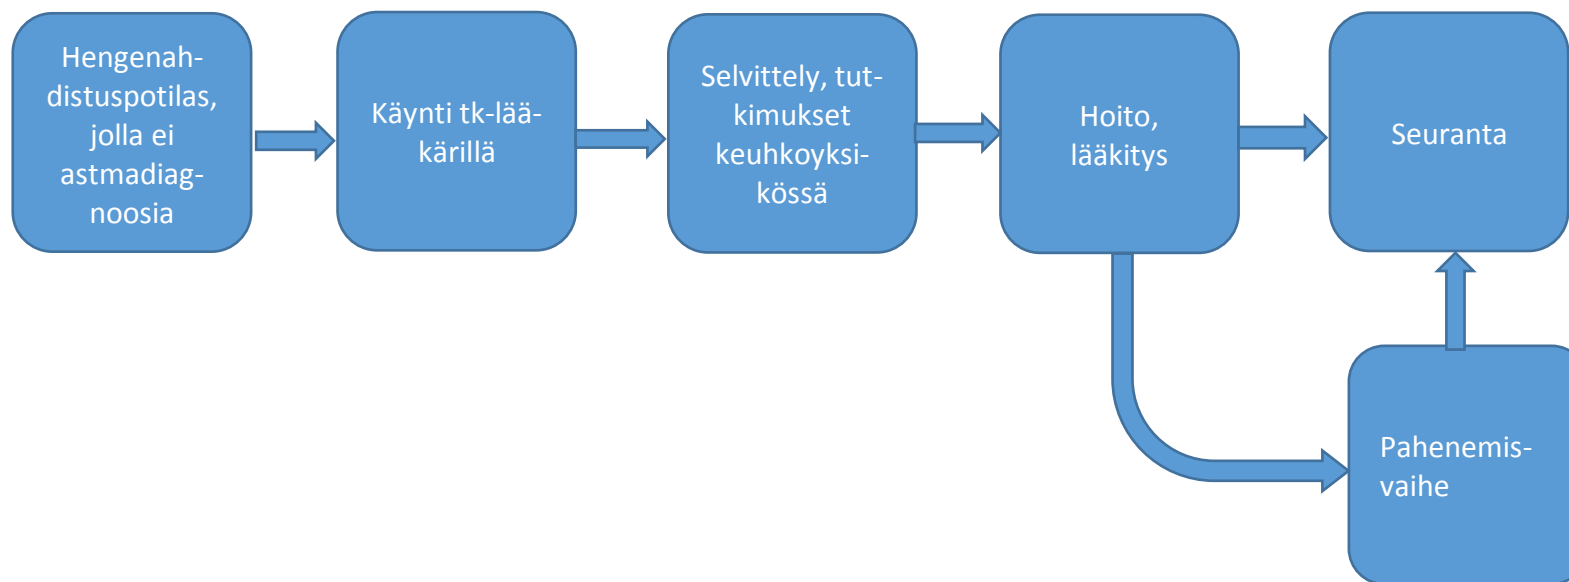 Hengenah-
distuspotilas,
jolla ei
astmadiag-
noosia
Käynti tk-lää-
kärillä
Selvittely, tut-
kimukset
keuhkoyksi-
kössä
Hoito,
lääkitys
Seuranta
Pahenemis-
vaihe